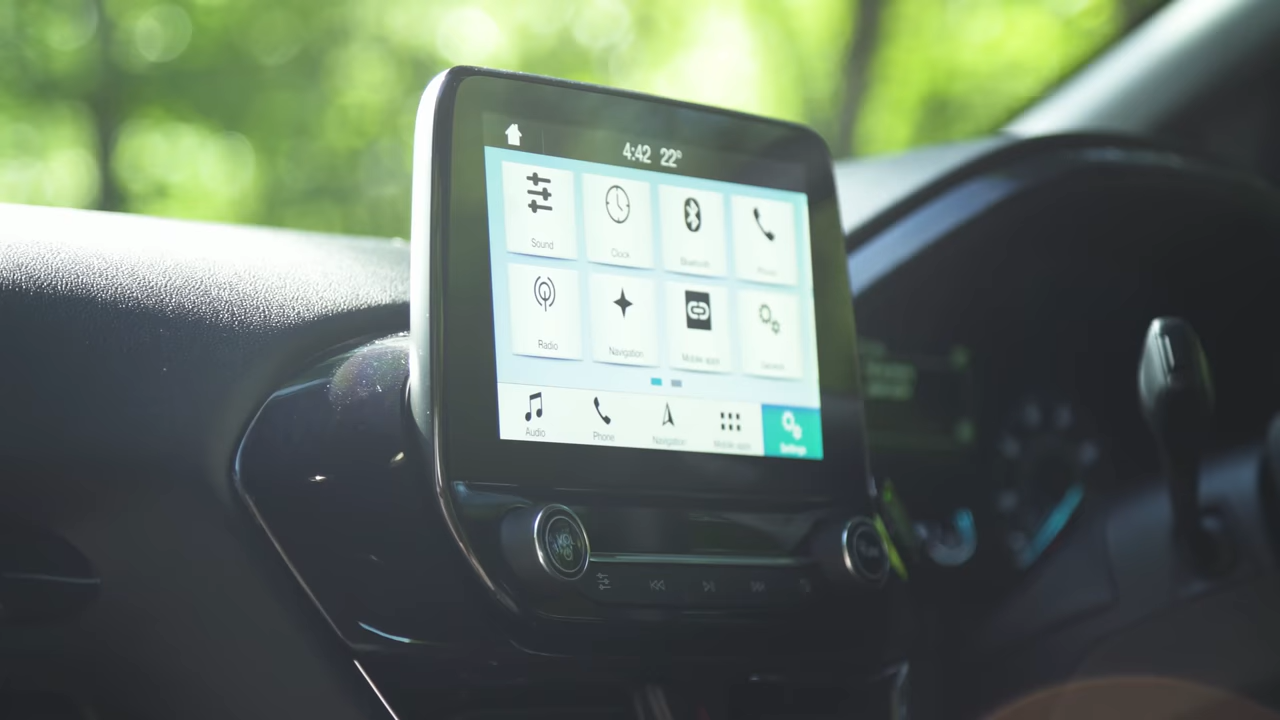 4:42 22°
Sound Clock Bluetooth Phone
Radio Navigation Mobile apps General
Audio Phone Navigation Mobile apps Settings